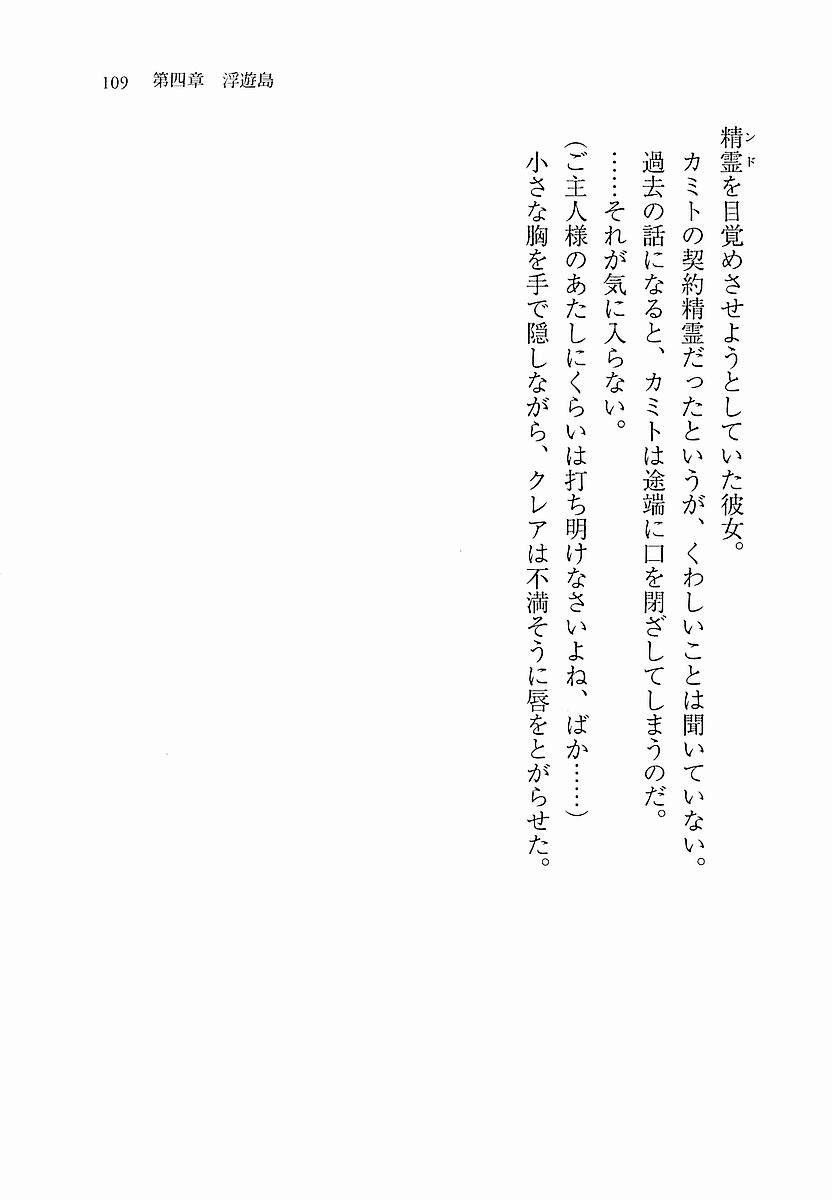 109 第四章 浮遊島
精霊を目覚めさせようとしていた彼女。
ンド
カミトの契約精霊だったというが、くわしいことは聞いていない。
過去の話になると、カミトは途端に口を閉ざしてしまうのだ。
……それが気に入らない。
(ご主人様のあたしにくらいは打ち明けなさいよね、ばか……)
小さな胸を手で隠しながら、クレアは不満そうに唇をとがらせた。